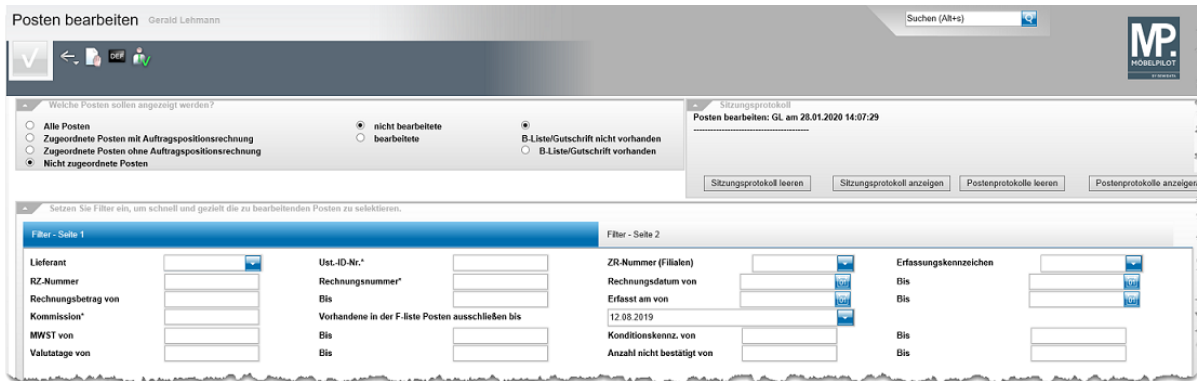 Posten bearbeiten Gerald Lehmann
Suchen (Alt+s)
DEP
MP.
MÖBELPILOT
Welche Posten sollen angezeigt werden?
Alle Posten
Zugeordnete Posten mit Auftragspositionsrechnung
Zugeordnete Posten ohne Auftragspositionsrechnung
Nicht zugeordnete Posten
nicht bearbeitete
bearbeitete
B-Liste/Gutschrift nicht vorhanden
B-Liste/Gutschrift vorhanden
Sitzungsprotokoll
Posten bearbeiten: GL am 28.01.2020 14:07:29
--------------------------------------------
Sitzungsprotokoll leeren Sitzungsprotokoll anzeigen Postenprotokolle leeren Postenprotokolle anzeigen
Setzen Sie Filter ein, um schnell und gezielt die zu bearbeitenden Posten zu selektieren.
Filter - Seite 1 Filter - Seite 2
Lieferant Ust.-ID-Nr.* ZR-Nummer (Filialen) Erfassungskennzeichen
RZ-Nummer Rechnungsnummer* Rechnungsdatum von Bis
Rechnungsbetrag von Bis Erfasst am von Bis
Kommission* Vorhandene in der F-liste Posten ausschließen bis 12.08.2019
MWST von Bis Konditionskennz. von Bis
Valutatage von Bis Anzahl nicht bestätigt von Bis